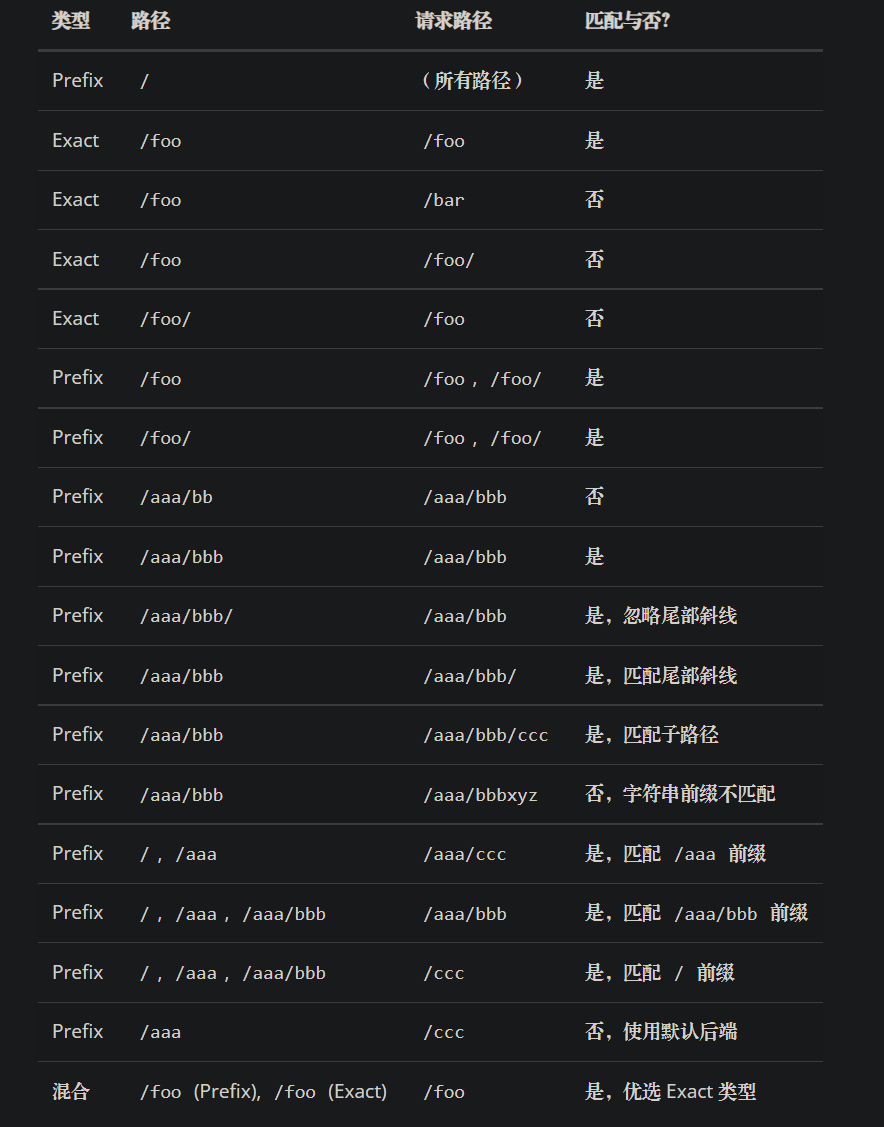 类型 路径 请求路径 匹配与否?
Prefix / （所有路径） 是
Exact /foo /foo 是
Exact /foo /bar 否
Exact /foo /foo/ 否
Exact /foo/ /foo 否
Prefix /foo /foo , /foo/ 是
Prefix /foo/ /foo , /foo/ 是
Prefix /aaa/bb /aaa/bbb 否
Prefix /aaa/bbb /aaa/bbb 是
Prefix /aaa/bbb/ /aaa/bbb 是，忽略尾部斜线
Prefix /aaa/bbb /aaa/bbb/ 是，匹配尾部斜线
Prefix /aaa/bbb /aaa/bbb/ccc 是，匹配子路径
Prefix /aaa/bbb /aaa/bbbxyz 否，字符串前缀不匹配
Prefix / , /aaa /aaa/ccc 是，匹配 /aaa 前缀
Prefix / , /aaa , /aaa/bbb /aaa/bbb 是，匹配 /aaa/bbb 前缀
Prefix / , /aaa , /aaa/bbb /ccc 是，匹配 / 前缀
Prefix /aaa /ccc 否，使用默认后端
混合 /foo (Prefix), /foo (Exact) /foo 是，优选 Exact 类型